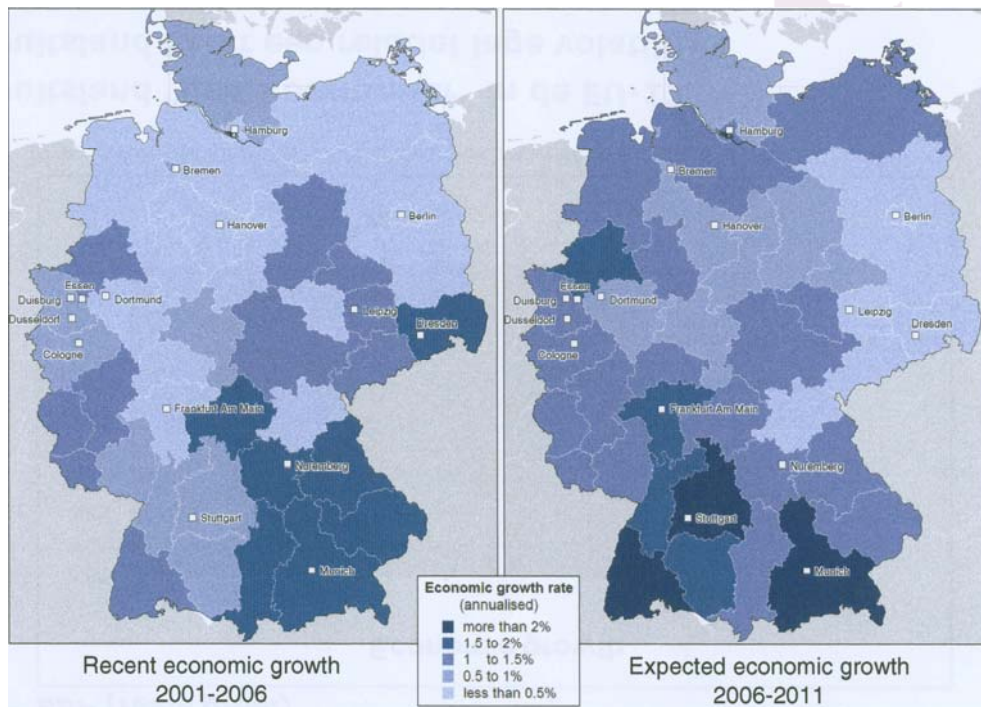 Hamburg
Bremen
Hanover
Berlin
Essen
Duisburg
Dortmund
Dusseldorf
Cologne
Leipzig
Dresden
Frankfurt Am Main
Nuremberg
Stuttgart
Munich
Recent economic growth
2001-2006
Hamburg
Bremen
Hanover
Berlin
Essen
Duisburg
Dortmund
Dusseldorf
Cologne
Leipzig
Dresden
Frankfurt Am Main
Nuremberg
Stuttgart
Munich
Economic growth rate
(annualised)
more than 2%
1.5 to 2%
1 to 1.5%
0.5 to 1%
less than 0.5%
Expected economic growth
2006-2011